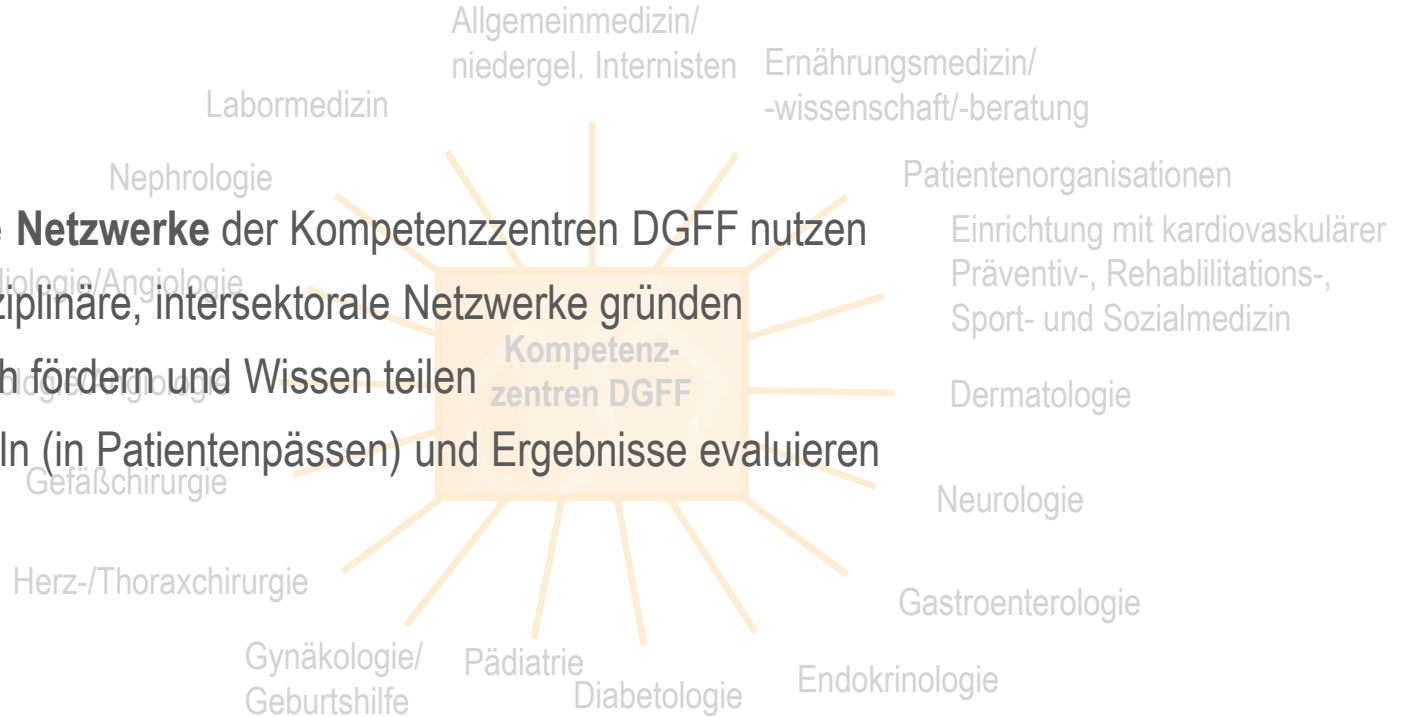 Allgemeinmedizin/
niedergel. Internisten
Ernährungsmedizin/
-wissenschaft/-beratung
Labormedizin
Nephrologie
Patientenorganisationen
Netzwerke der Kompetenzzentren DGFF nutzen
Einrichtung mit kardiovaskulärer
Präventiv-, Rehablilitations-,
Sport- und Sozialmedizin
diologie/Angiologie
ziplinäre, intersektorale Netzwerke gründen
Kompetenz-
zentren DGFF
h fördern und Wissen teilen
Dermatologie
ln (in Patientenpässen) und Ergebnisse evaluieren
Gefäßchirurgie
Neurologie
Herz-/Thoraxchirurgie
Gastroenterologie
Gynäkologie/
Geburtshilfe
Pädiatrie
Diabetologie
Endokrinologie